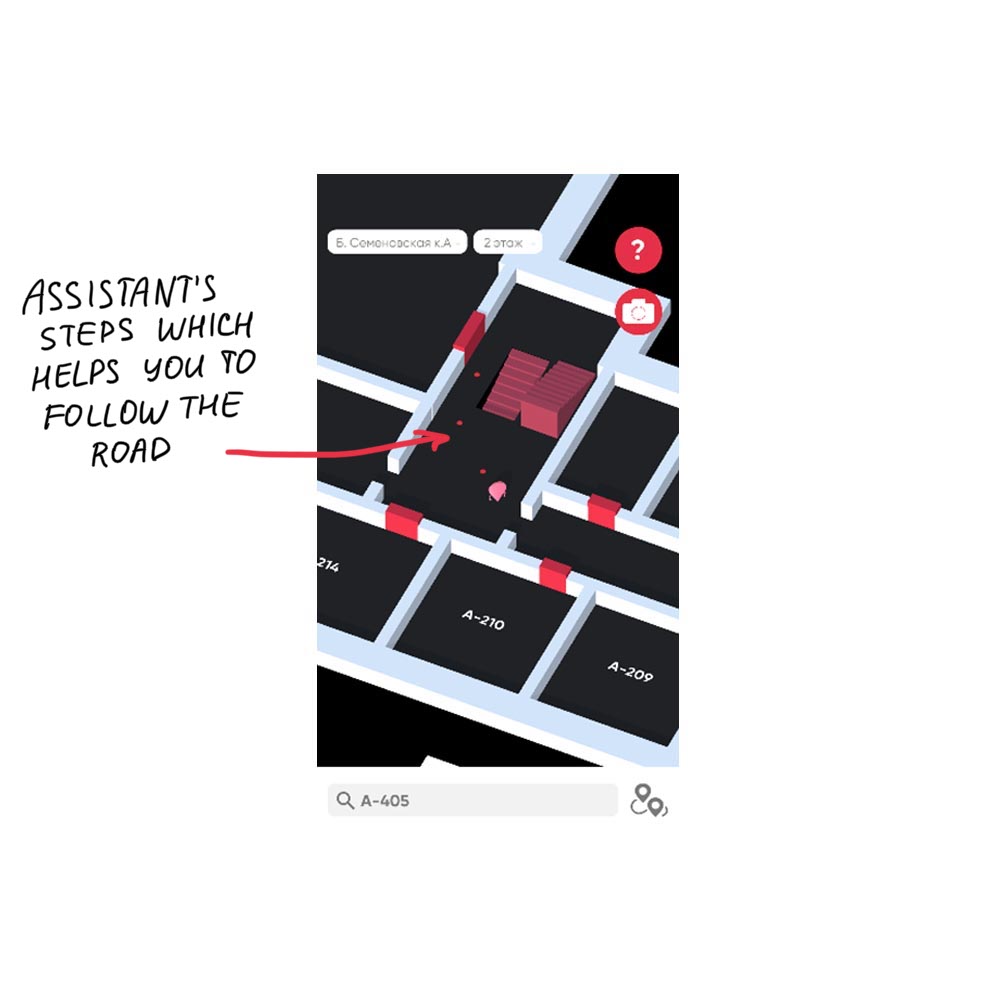 Б. Семеновская к.А
2 этаж
?
ASSISTANT'S
STEPS WHICH
HELPS YOU TO
FOLLOW THE
ROAD
214
A-210
A-209
A-405